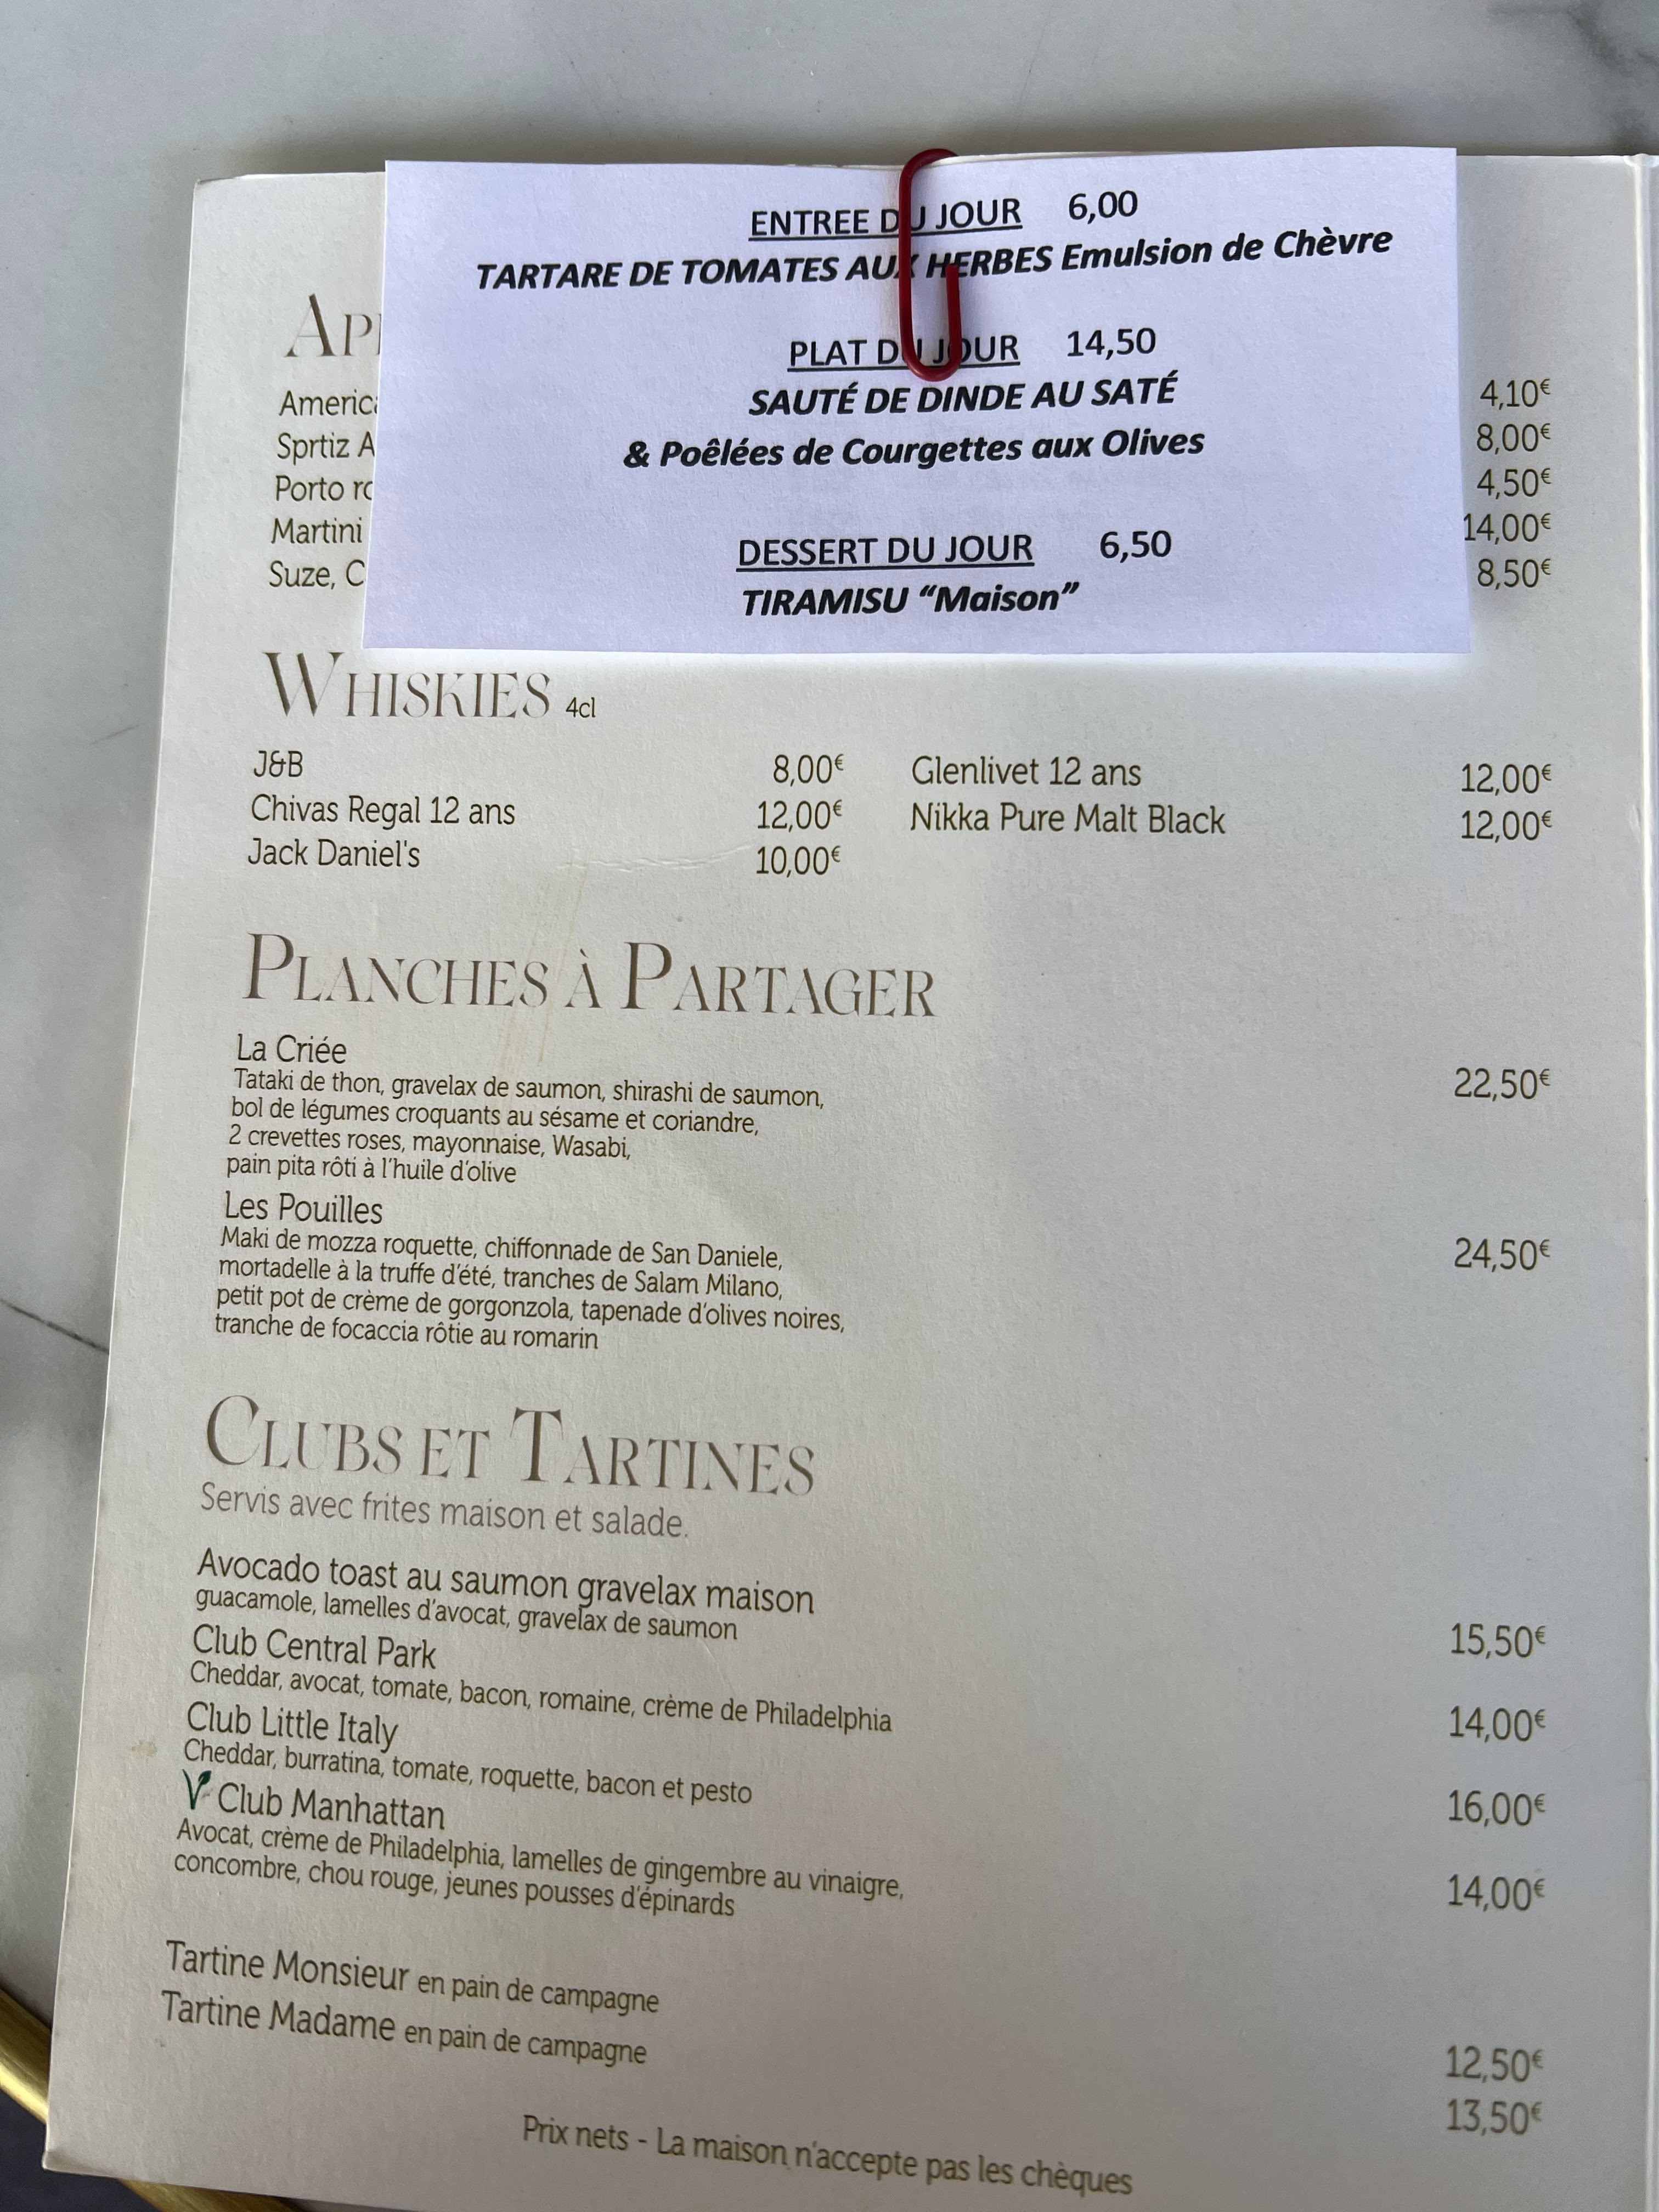 ENTREE DU JOUR 6,00
TARTARE DE TOMATES AUX HERBES Emulsion de Chèvre
PLAT DU JOUR 14,50
SAUTÉ DE DINDE AU SATÉ
& Poêlées de Courgettes aux Olives
DESSERT DU JOUR 6,50
TIRAMISU “Maison”
4,10€
Sprtiz A 8,00€
Porto 4,50€
Martini 14,00€
Suze, C 8,50€
WHISKIES 4cl
J&B 8,00€ Glenlivet 12 ans 12,00€
Chivas Regal 12 ans 12,00€ Nikka Pure Malt Black 12,00€
Jack Daniel's 10,00€
PLANCHES À PARTAGER
La Criée 22,50€
Tataki de thon, gravelax de saumon, shirashi de saumon,
bol de légumes croquants au sésame et coriandre,
2 crevettes roses, mayonnaise, Wasabi,
pain pita rôti à l'huile d'olive
Les Pouilles 24,50€
Maki de mozza roquette, chiffonnade de San Daniele,
mortadelle à la truffe d'été, tranches de Salam Milano,
petit pot de crème de gorgonzola, tapenade d'olives noires,
tranche de focaccia rôtie au romarin
CLUBS ET TARTINES
Servis avec frites maison et salade.
Avocado toast au saumon gravelax maison 15,50€
guacamole, lamelles d'avocat, gravelax de saumon
Club Central Park 14,00€
Cheddar, avocat, tomate, bacon, romaine, crème de Philadelphia
Club Little Italy 16,00€
Cheddar, burratina, tomate, roquette, bacon et pesto
V Club Manhattan 14,00€
Avocat, crème de Philadelphia, lamelles de gingembre au vinaigre,
concombre, chou rouge, jeunes pousses d'épinards
Tartine Monsieur en pain de campagne 12,50€
Tartine Madame en pain de campagne 13,50€
Prix nets - La maison n'accepte pas les chèques